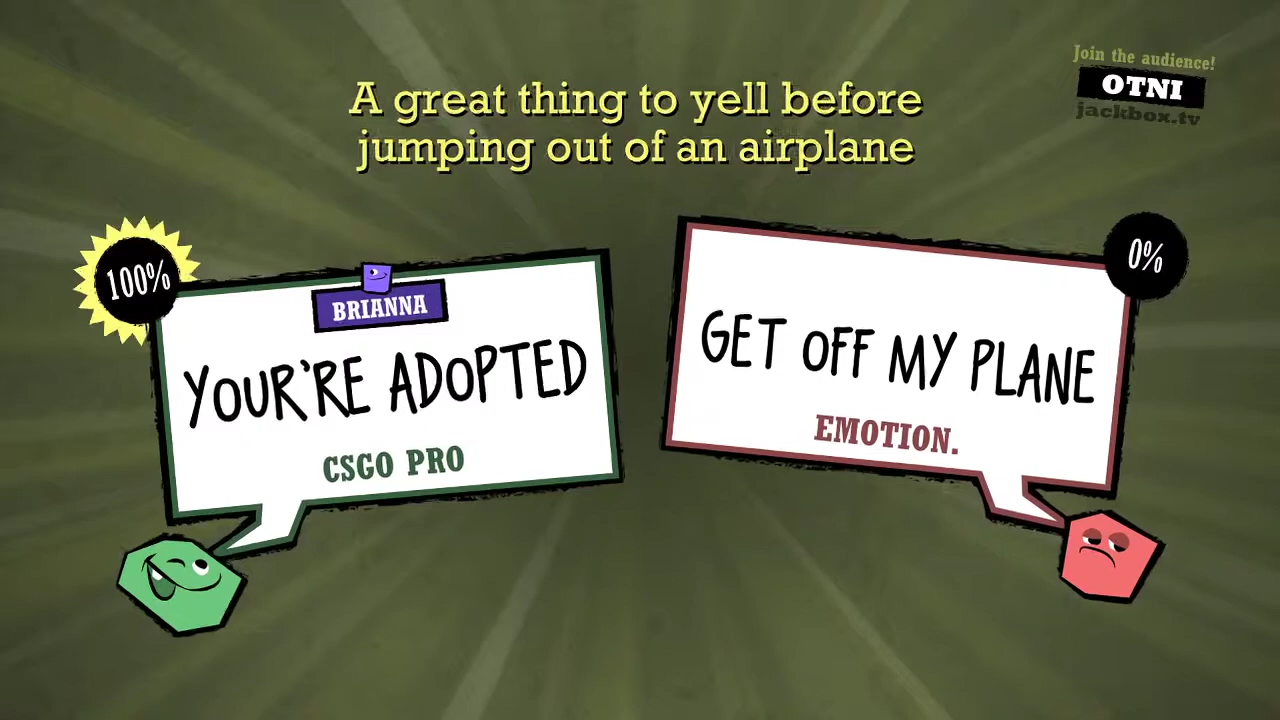 Join the audience!
OTNI
jackbox.tv
A great thing to yell before
jumping out of an airplane
100%
BRIANNA
YOUR'RE ADOPTED
CSGO PRO
0%
GET OFF MY PLANE
EMOTION.